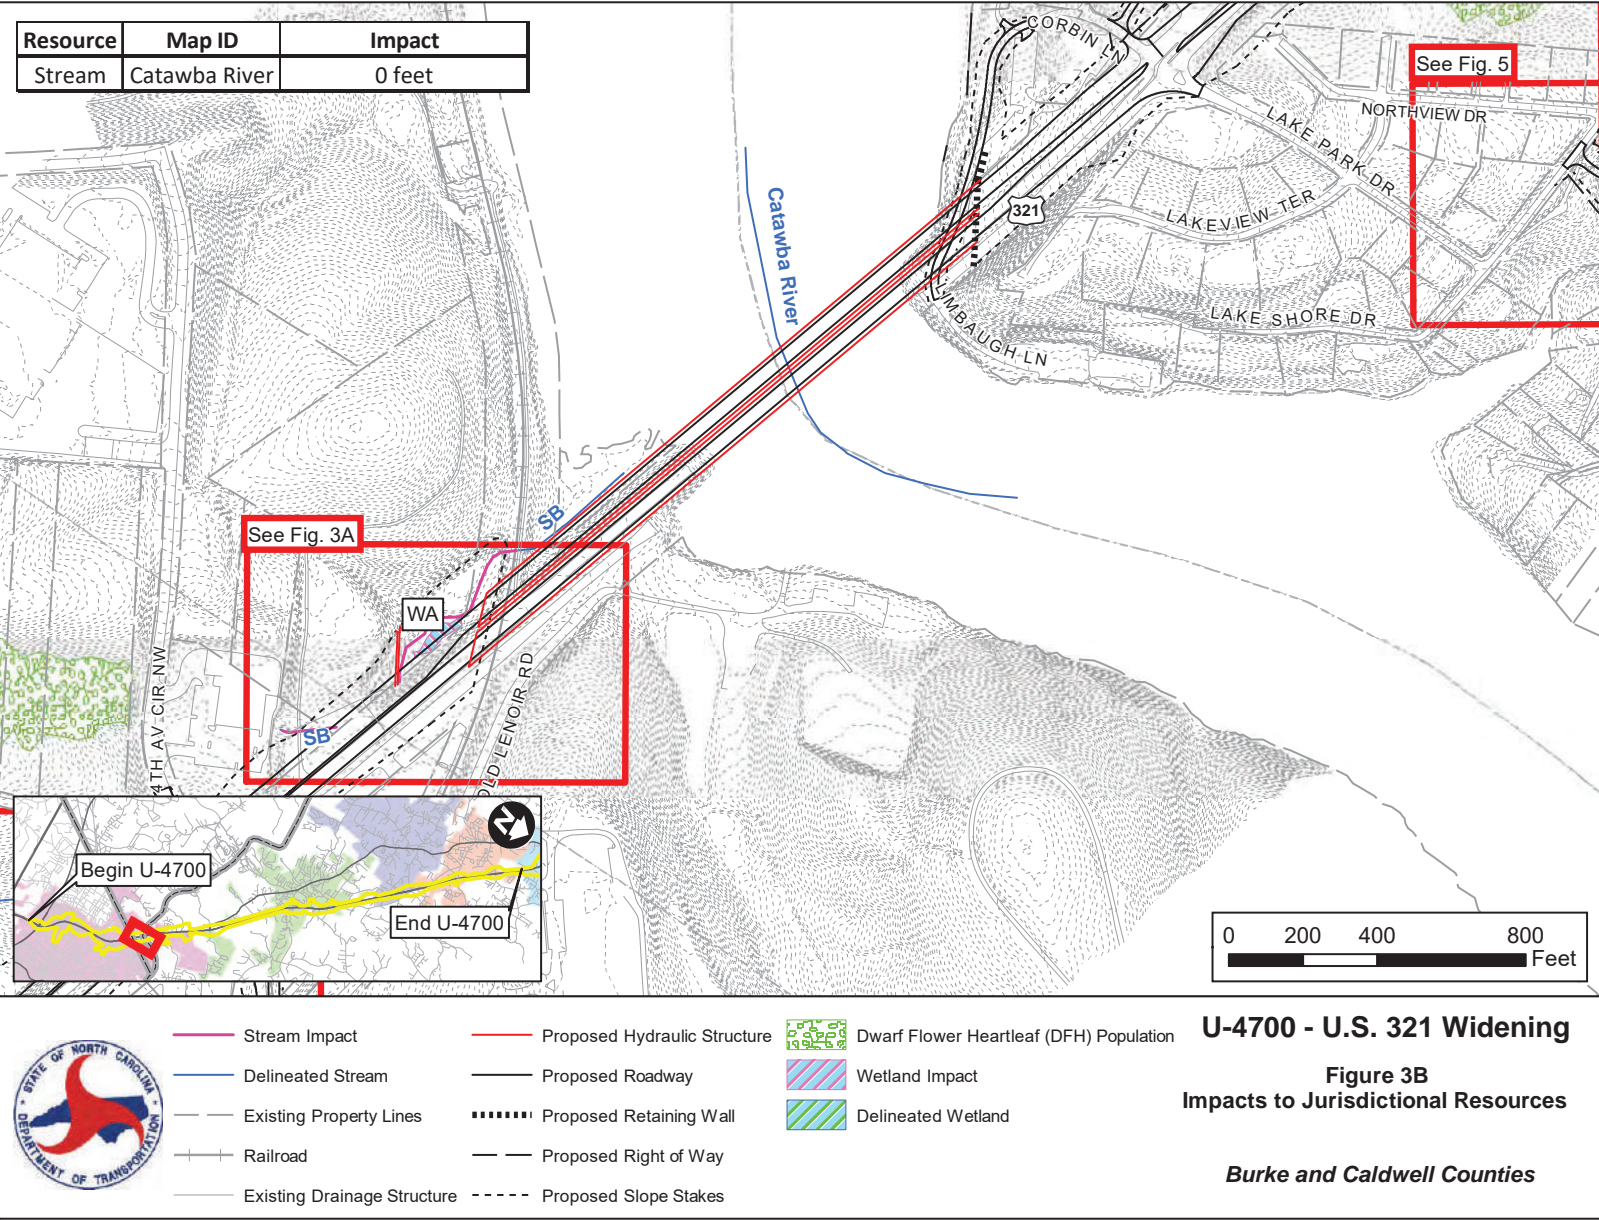 Resource Map ID Impact
Stream Catawba River 0 feet
CORBIN LN
See Fig. 5
NORTHVIEW DR
LAKE PARK DR
LAKEVIEW TER
321
Catawba River
LIMBAUGH LN
LAKE SHORE DR
SB
See Fig. 3A
WA
4TH AV CIR NW
SB
OLD LENOIR RD
N
Begin U-4700
End U-4700
0 200 400 800
Feet
STATE OF NORTH CAROLINA
DEPARTMENT OF TRANSPORTATION
Stream Impact
Delineated Stream
Existing Property Lines
Railroad
Existing Drainage Structure
Proposed Hydraulic Structure
Proposed Roadway
Proposed Retaining Wall
Proposed Right of Way
Proposed Slope Stakes
Dwarf Flower Heartleaf (DFH) Population
Wetland Impact
Delineated Wetland
U-4700 - U.S. 321 Widening
Figure 3B
Impacts to Jurisdictional Resources
Burke and Caldwell Counties